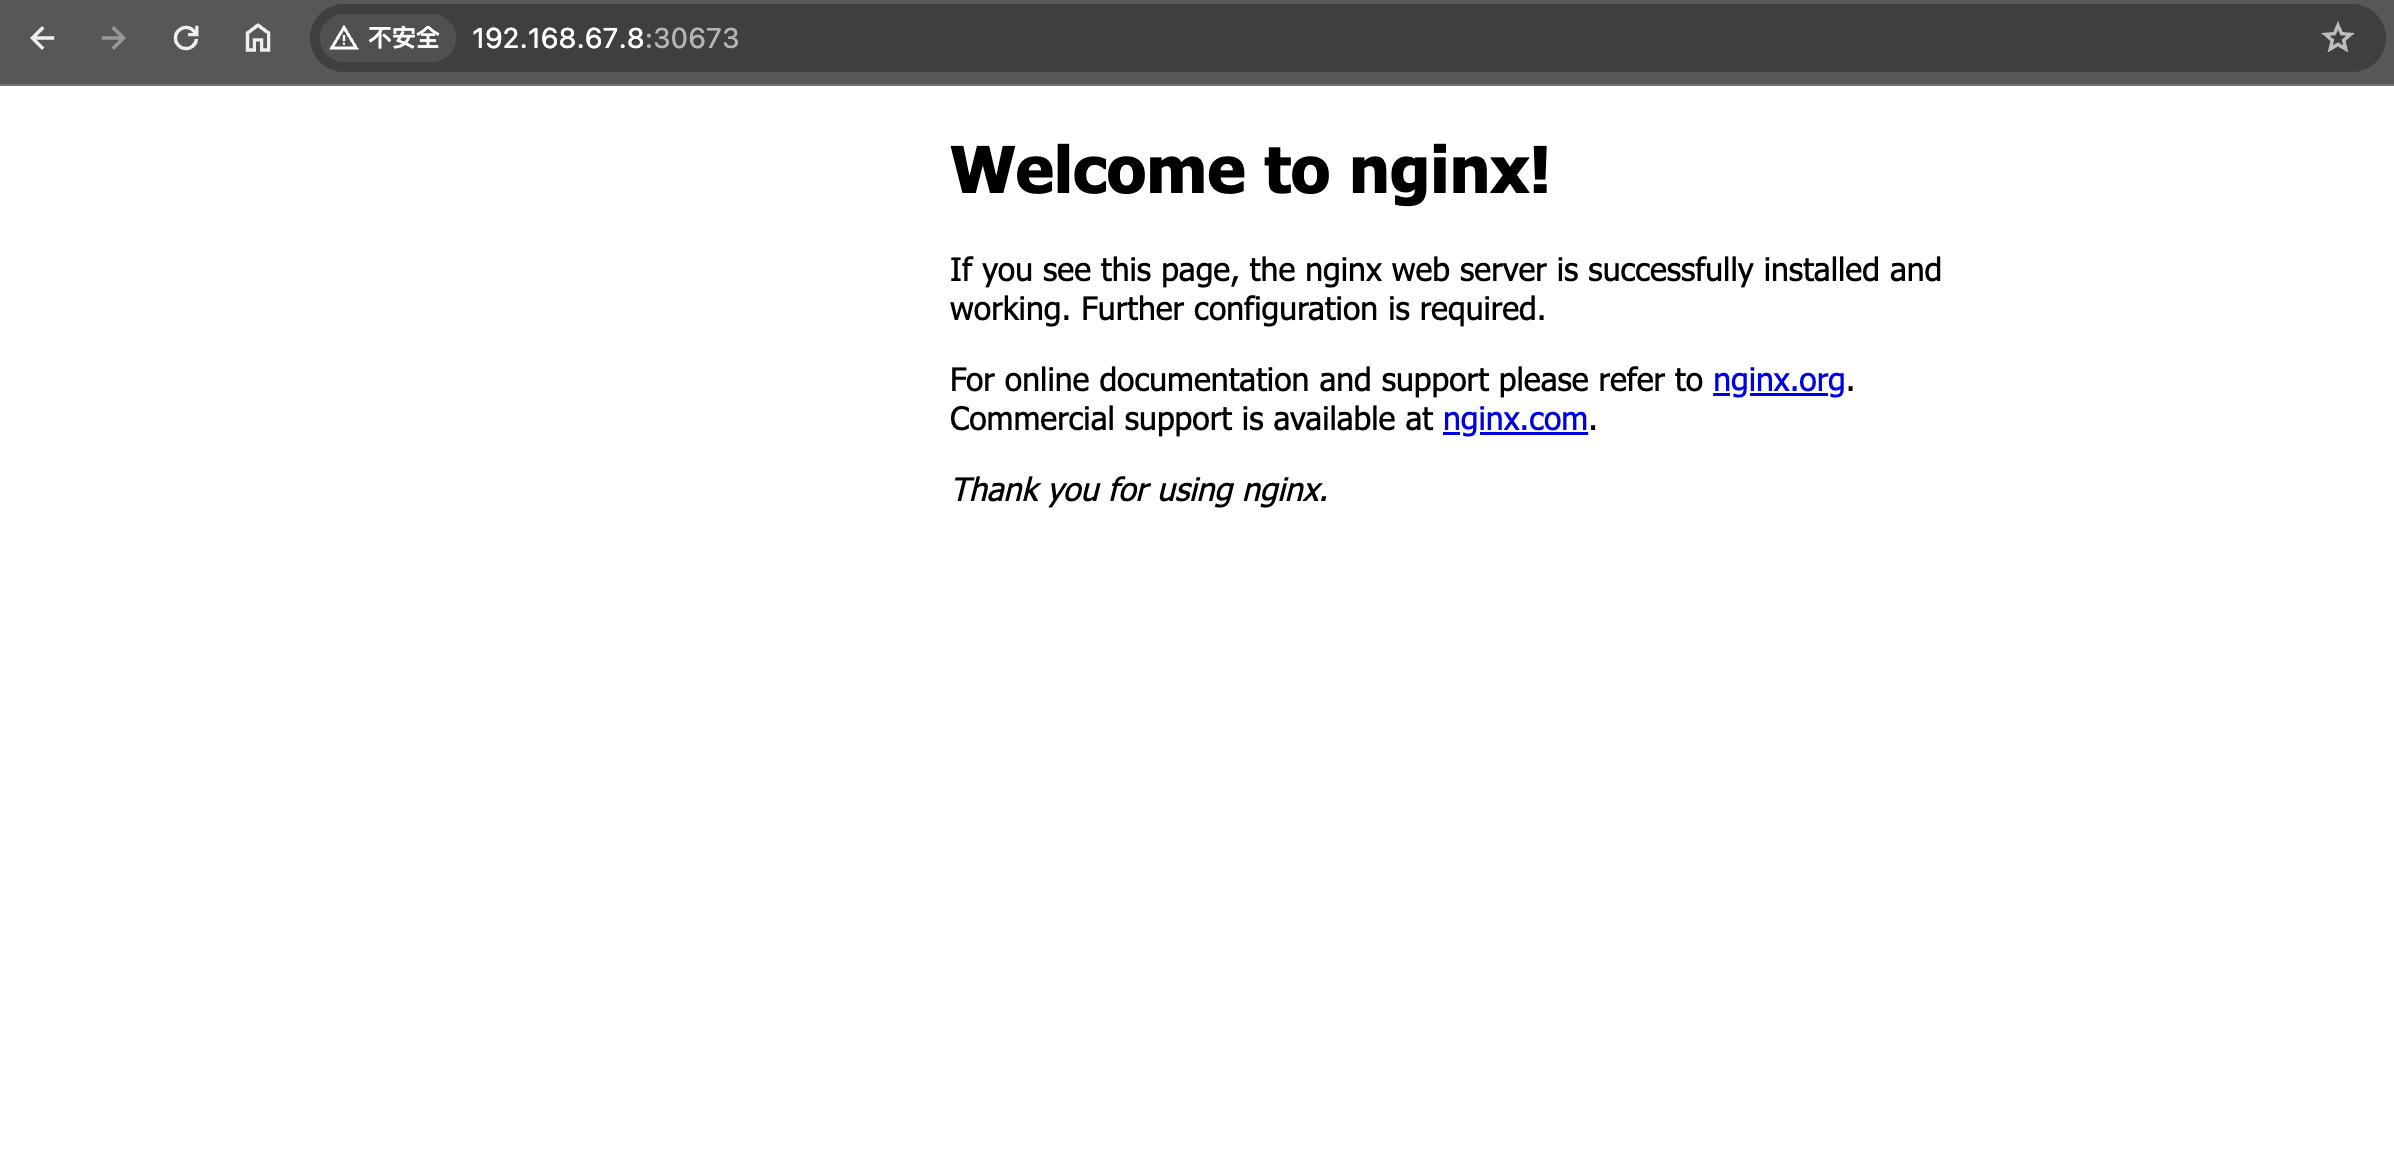 不安全 192.168.67.8:30673
Welcome to nginx!
If you see this page, the nginx web server is successfully installed and
working. Further configuration is required.
For online documentation and support please refer to nginx.org.
Commercial support is available at nginx.com.
Thank you for using nginx.